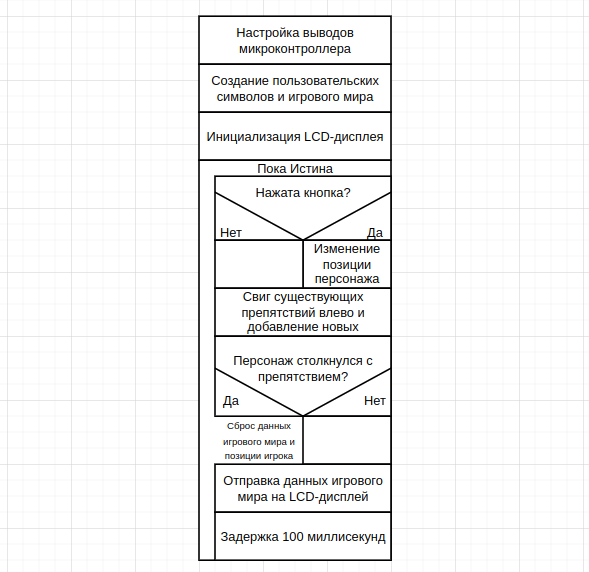 Настройка выводов
микроконтроллера
Создание пользовательских
символов и игрового мира
Инициализация LCD-дисплея
Пока Истина
Нажата кнопка?
Нет
Да
Изменение
позиции
персонажа
Свиг существующих
препятствий влево и
добавление новых
Персонаж столкнулся с
препятствием?
Да
Нет
Сброс данных
игрового мира и
позиции игрока
Отправка данных игрового
мира на LCD-дисплей
Задержка 100 миллисекунд